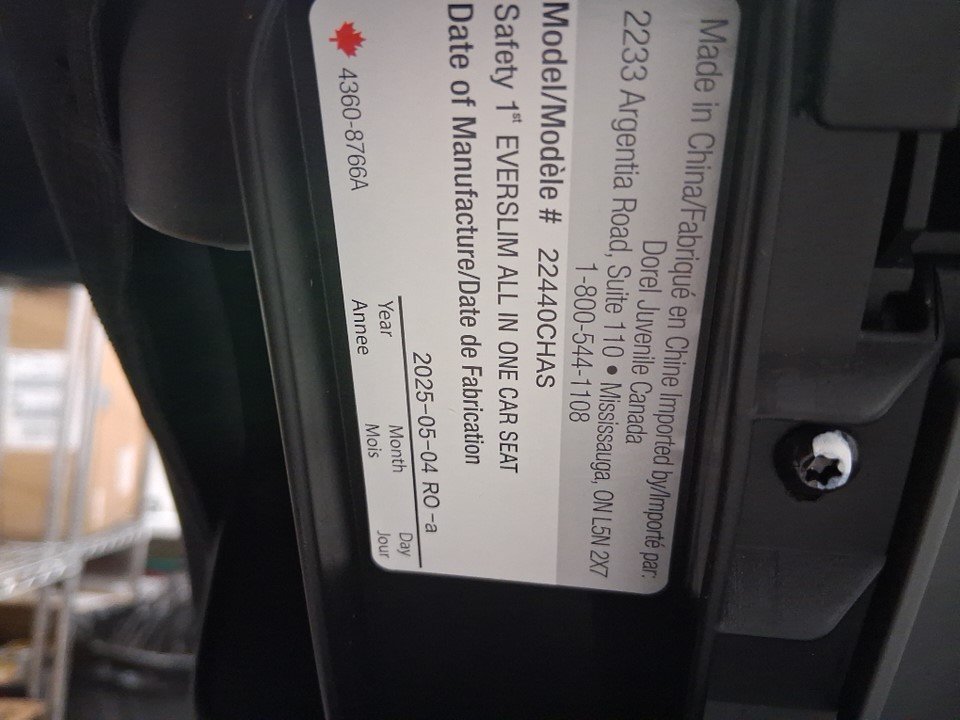 Made in China/Fabriqué en Chine Imported by/Importé par:
Dorel Juvenile Canada
2233 Argentia Road, Suite 110 • Mississauga, ON L5N 2X7
1-800-544-1108
Model/Modèle # 22440CHAS
Safety 1st EVERSLIM ALL IN ONE CAR SEAT
Date of Manufacture/Date de Fabrication
2025-05-04 RO-a
Year Month Day
Annee Mois Jour
4360-8766A